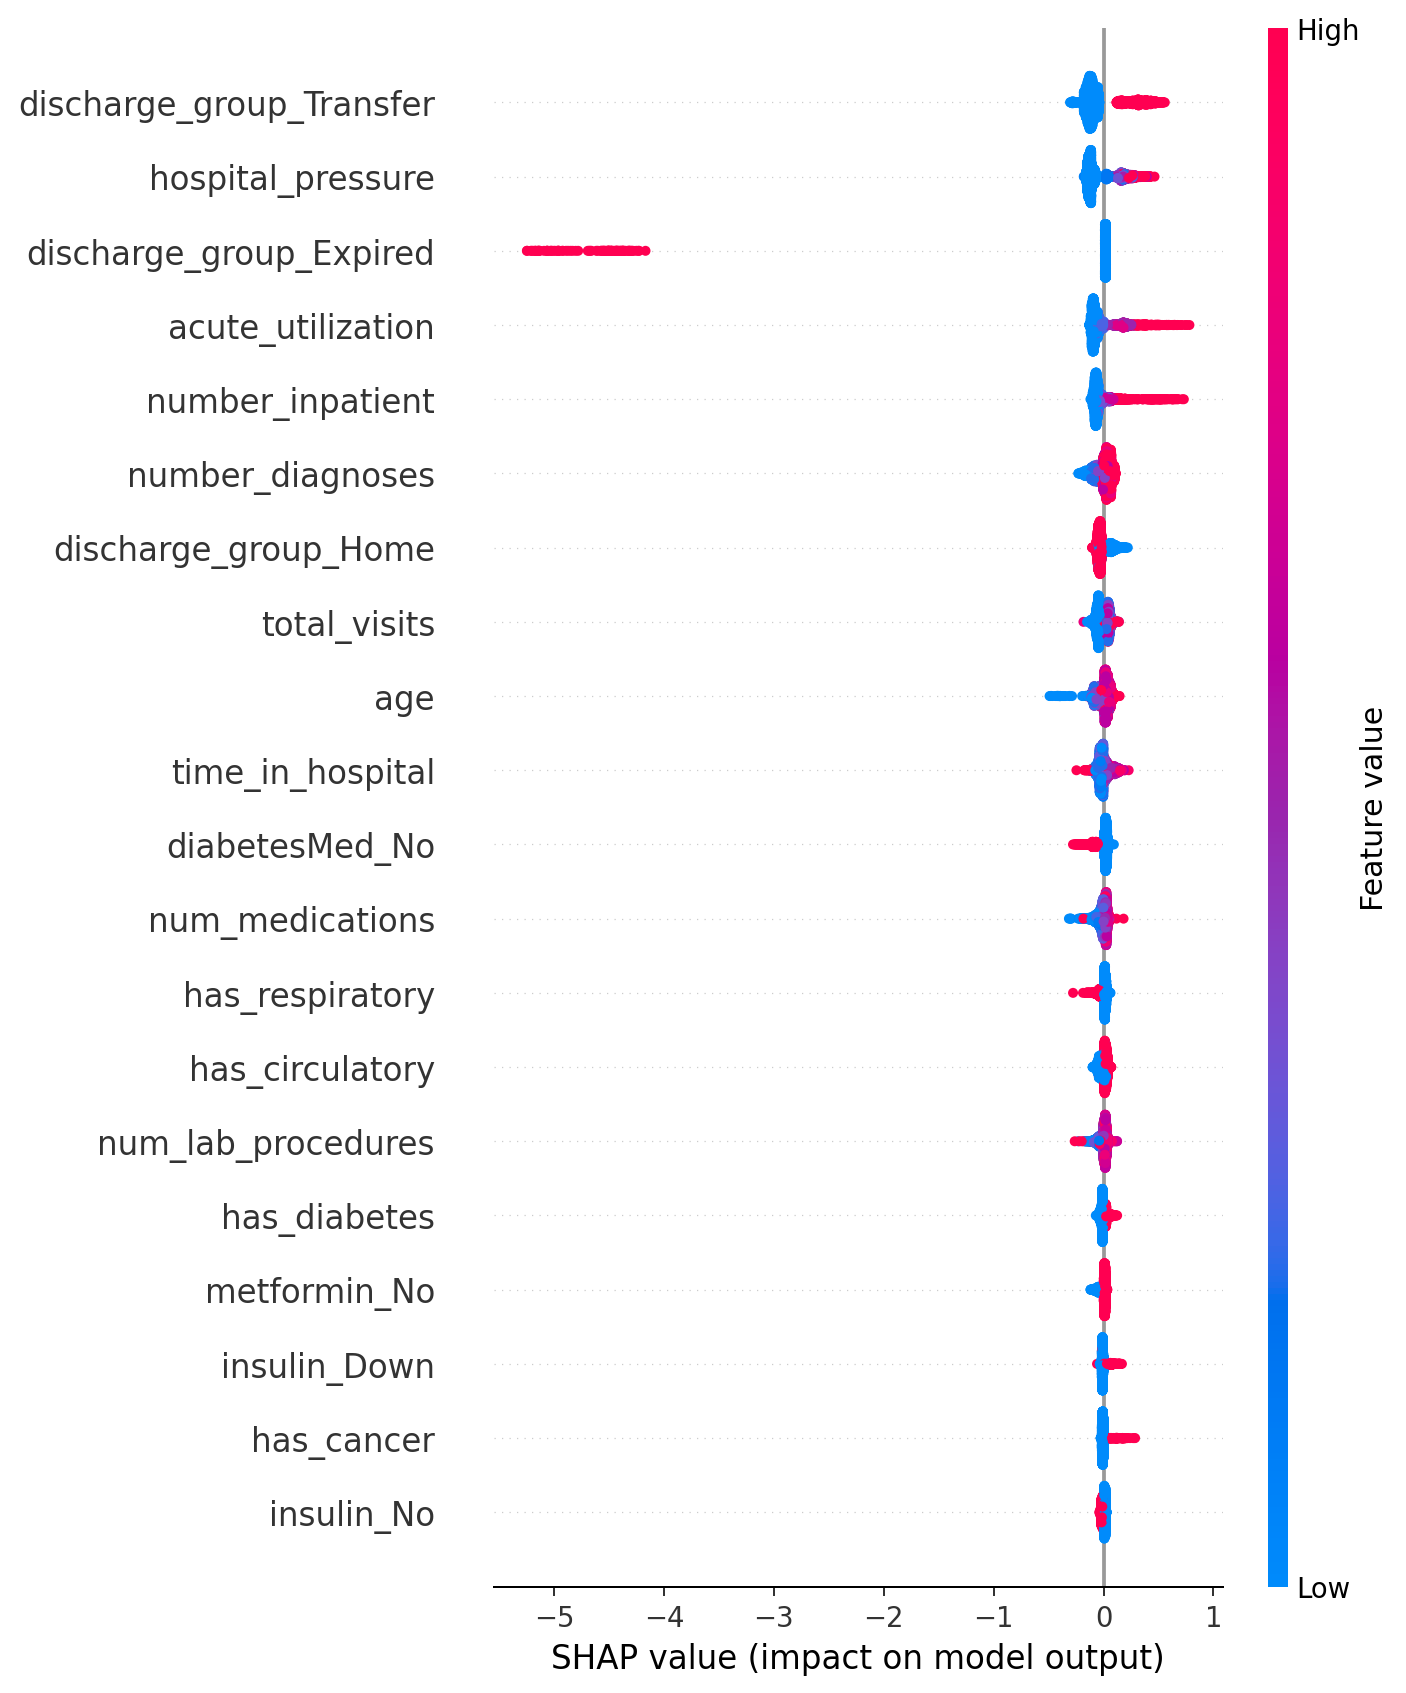 High
discharge_group_Transfer
hospital_pressure
discharge_group_Expired
acute_utilization
number_inpatient
number_diagnoses
discharge_group_Home
total_visits
age
time_in_hospital
diabetesMed_No
num_medications
has_respiratory
has_circulatory
num_lab_procedures
has_diabetes
metformin_No
insulin_Down
has_cancer
insulin_No
Feature value
Low
−5 −4 −3 −2 −1 0 1
SHAP value (impact on model output)